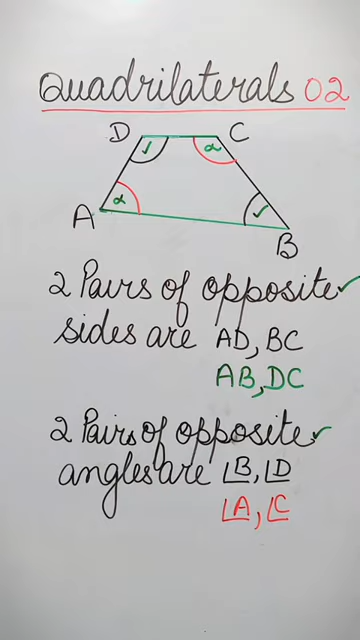 Quadrilaterals 02
D C
α
α
A
B
2 Pairs of opposite
sides are AD, BC
AB, DC
2 Pairs of opposite
angles are ∠B, ∠D
∠A, ∠C